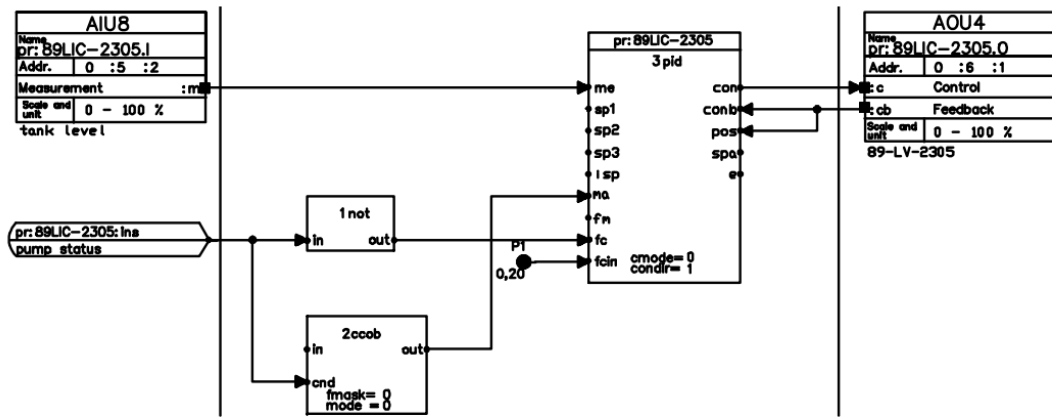 AIU8
Name
pr:89LIC-2305.I
Addr. 0 :5 :2
Measurement :m
Scale and unit 0 - 100 %
tank level
pr:89LIC-2305:ins
pump status
1 not
in out
2ccob
in out
cnd
fmask= 0
mode =0
P1
0,20
pr:89LIC-2305
3 pid
me con
sp1 conb
sp2 pos
sp3 spa
lsp e
ma
fm
fc
fcin
cmode= 0
condir= 1
AOU4
Name
pr:89LIC-2305.O
Addr. 0 :6 :1
:c Control
:cb Feedback
Scale and unit 0 - 100 %
89-LV-2305